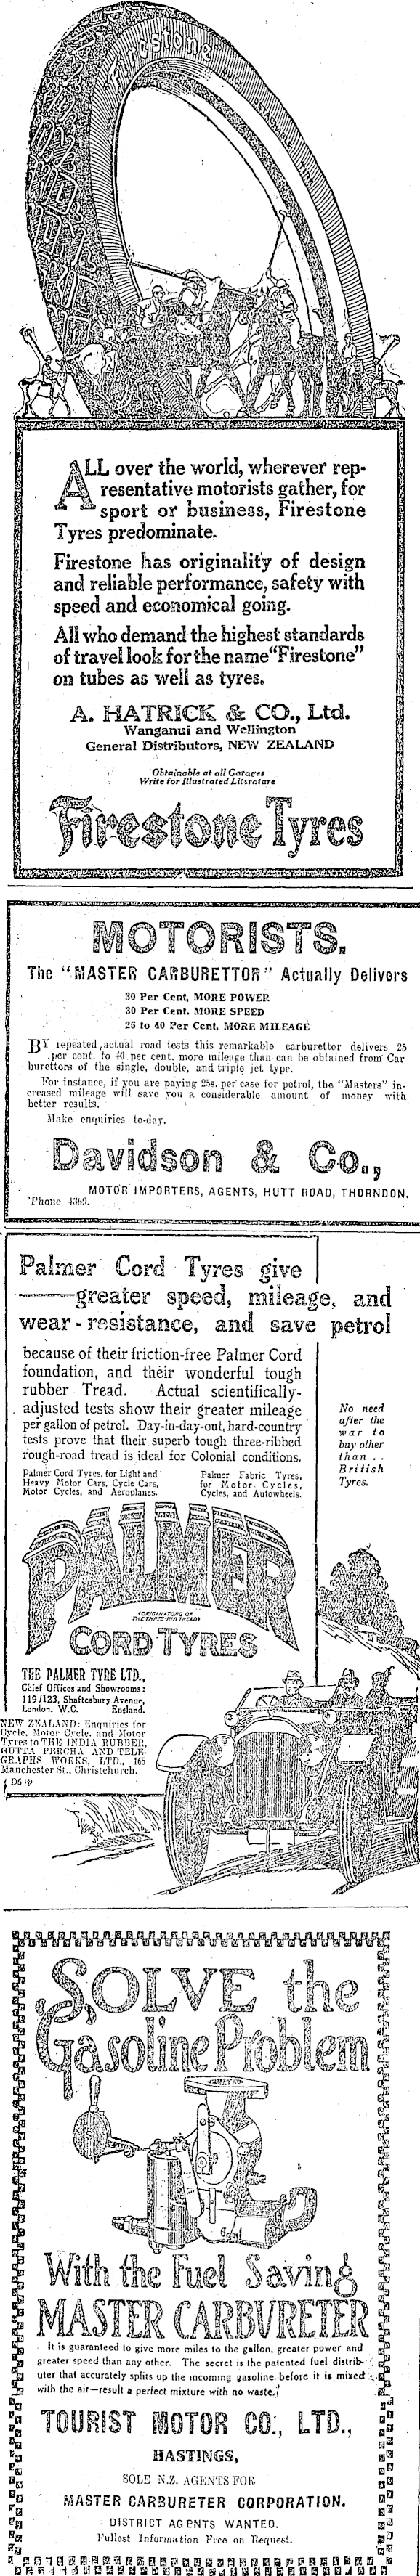 Firestone
ALL over the world, wherever rep-
resentative motorists gather, for
sport or business, Firestone
Tyres predominate.
Firestone has originality of design
and reliable performance, safety with
speed and economical going.
All who demand the highest standards
of travel look for the name "Firestone"
on tubes as well as tyres.
A. HATRICK & CO., Ltd.
Wanganui and Wellington
General Distributors, NEW ZEALAND
Obtainable at all Garages
Write for Illustrated Literature
Firestone Tyres
MOTORISTS.
The "MASTER CARBURETTOR" Actually Delivers
30 Per Cent. MORE POWER
30 Per Cent. MORE SPEED
25 to 40 Per Cent. MORE MILEAGE
BY repeated actual road tests this remarkable carburetter delivers 25
per cent. to 40 per cent. more mileage than can be obtained from Car
burettors of the single, double, and triple jet type.
For instance, if you are paying 25s. per case for petrol, the "Masters" in-
creased mileage will save you a considerable amount of money with
better results.
Make enquiries to-day.
Davidson & Co.,
MOTOR IMPORTERS, AGENTS, HUTT ROAD, THORNDON.
'Phone 4369.
Palmer Cord Tyres give
greater speed, mileage, and
wear-resistance, and save petrol
because of their friction-free Palmer Cord
foundation, and their wonderful tough
rubber Tread. Actual scientifically-
adjusted tests show their greater mileage
per gallon of petrol. Day-in-day-out, hard-country
tests prove that their superb tough three-ribbed
rough-road tread is ideal for Colonial conditions.
Palmer Cord Tyres, for Light and
Heavy Motor Cars, Cycle Cars,
Motor Cycles, and Aeroplanes.
Palmer Fabric Tyres,
for Motor Cycles,
Cycles, and Autowheels.
No need
after the
war to
buy other
than . .
British
Tyres.
PALMER
(ORIGINATORS OF
THE THREE RIB TREAD)
CORD TYRES
THE PALMER TYRE LTD.,
Chief Offices and Showrooms:
119/123, Shaftesbury Avenue,
London, W.C. England.
NEW ZEALAND: Enquiries for
Cycle, Motor Cycle, and Motor
Tyres to THE INDIA RUBBER,
GUTTA PERCHA AND TELE-
GRAPHS WORKS, LTD., 165
Manchester St., Christchurch.
SOLVE the
Gasoline Problem
With the Fuel Saving
MASTER CARBURETER
It is guaranteed to give more miles to the gallon, greater power and
greater speed than any other. The secret is the patented fuel distrib-
uter that accurately splits up the incoming gasoline before it is mixed
with the air—result a perfect mixture with no waste.
TOURIST MOTOR CO., LTD.,
HASTINGS,
SOLE N.Z. AGENTS FOR
MASTER CARBURETER CORPORATION.
DISTRICT AGENTS WANTED.
Fullest Information Free on Request.